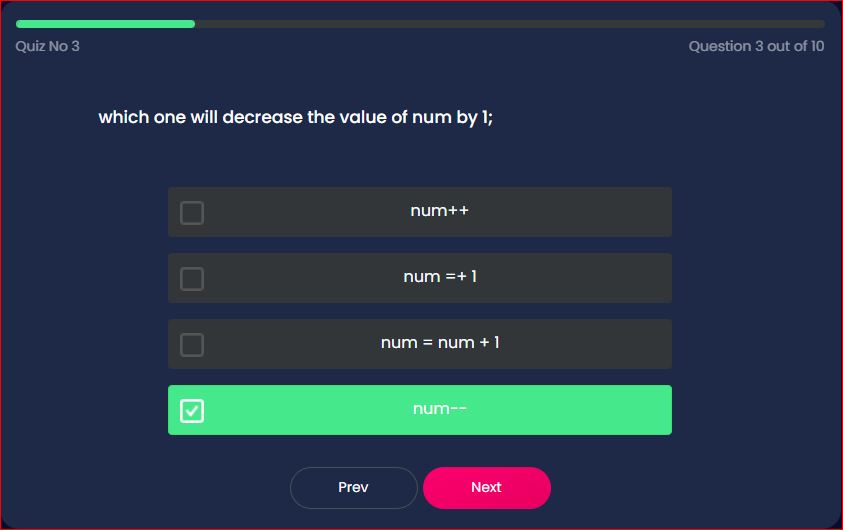 Quiz No 3
Question 3 out of 10
which one will decrease the value of num by 1;
num++
num =+ 1
num = num + 1
num--
Prev
Next